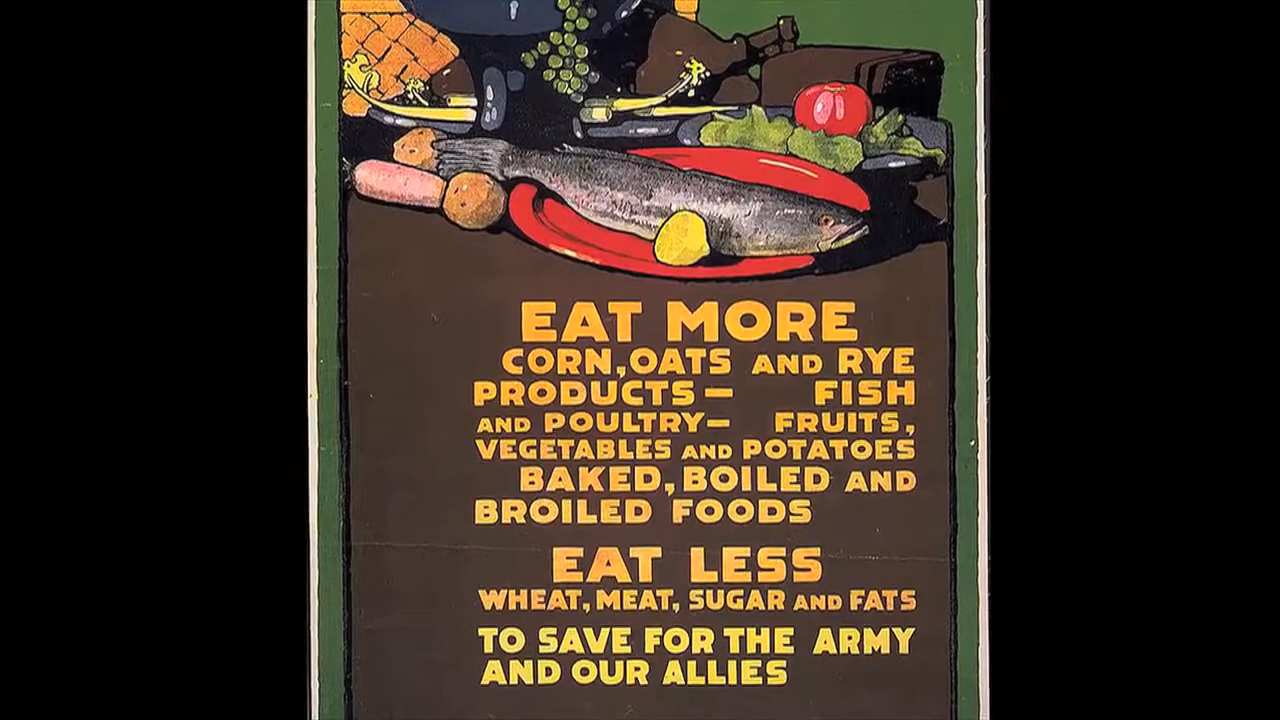 EAT MORE
CORN, OATS AND RYE
PRODUCTS — FISH
AND POULTRY — FRUITS,
VEGETABLES AND POTATOES
BAKED, BOILED AND
BROILED FOODS
EAT LESS
WHEAT, MEAT, SUGAR AND FATS
TO SAVE FOR THE ARMY
AND OUR ALLIES